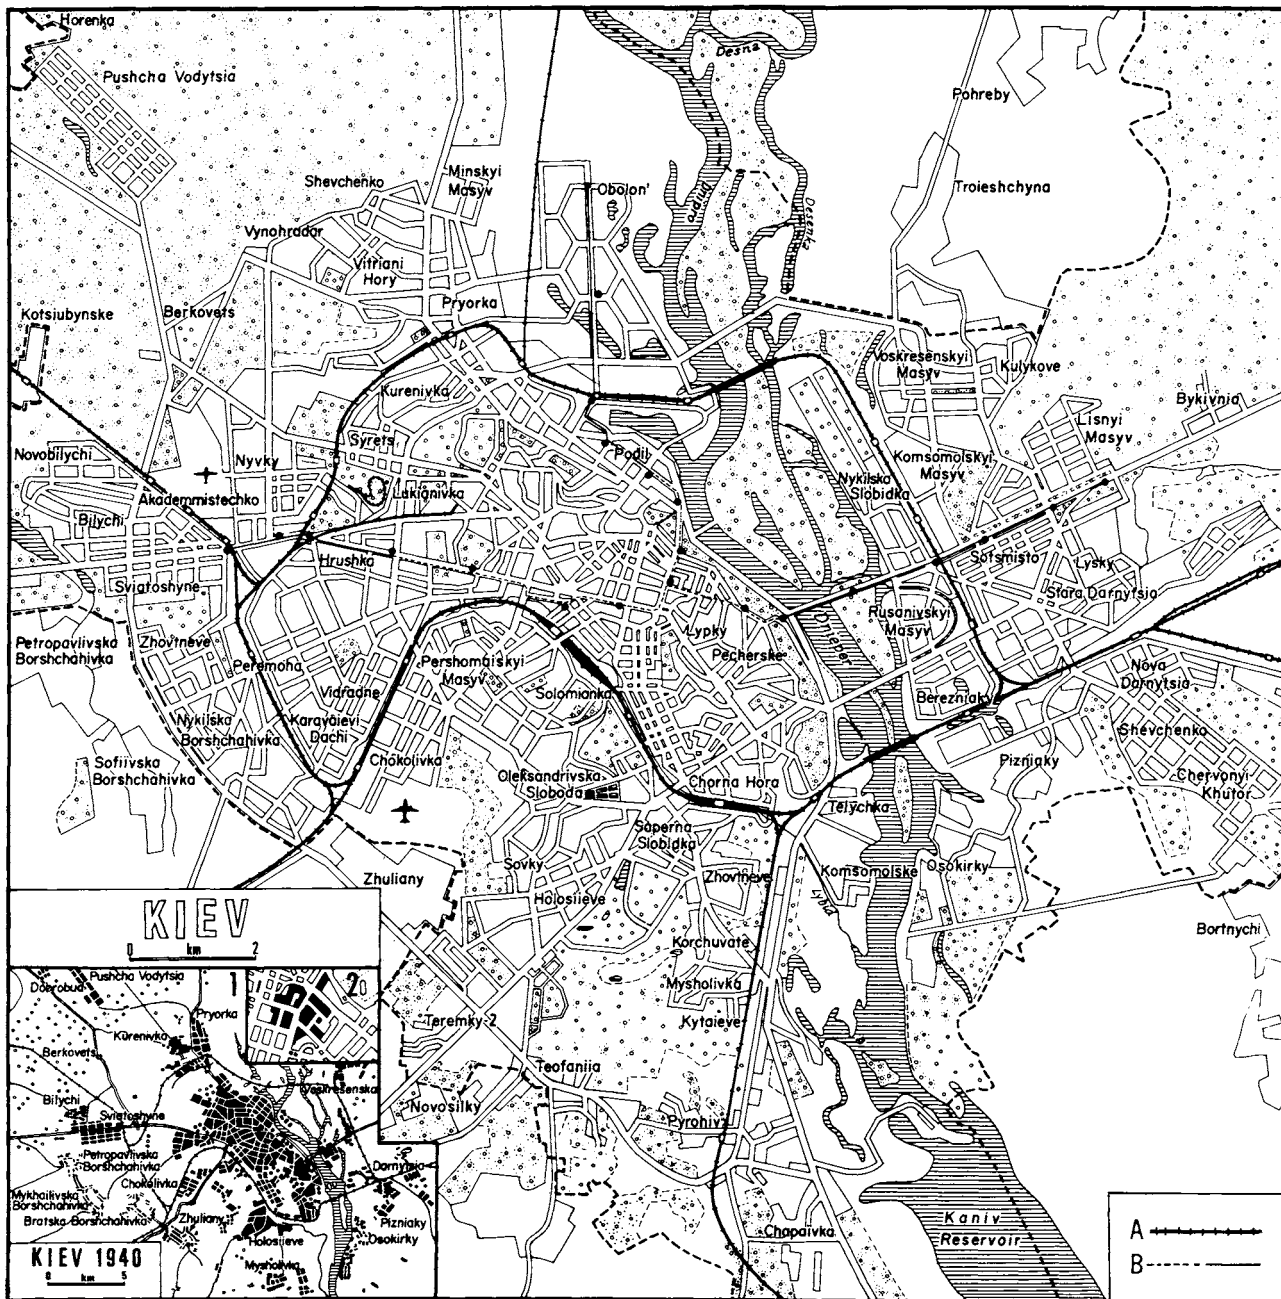 Horenka
Pushcha Vodytsia
Desna
Pohreby
Shevchenko
Minskyi
Masyv
Obolon'
Troieshchyna
Dnipro
Desenka
Vynohradar
Vitriani
Hory
Berkovets
Pryorka
Kotsiubynske
Voskresenskyi
Masyv
Kulykove
Kurenivka
Bykivnia
Lisnyi
Masyv
Syrets
Podil
Novobilychi
Nyvky
Komsomolskyi
Masyv
Nykilska
Slobidka
Lukianivka
Akademmistechko
Bilychi
Hrushka
Sotsmisto
Lysky
Sviatoshyne
Stara Darnytsia
Rusanivskyi
Masyv
Petropavlivska
Borshchahivka
Zhovtneve
Lypky
Dnieper
Peremoha
Pershomaiskyi
Masyv
Pecherske
Nova
Darnytsia
Vidradne
Solomianka
Berezniaky
Nykilska
Borshchahivka
Karavaievi
Dachi
Shevchenko
Sofiivska
Borshchahivka
Chokolivka
Pizniaky
Oleksandrivska
Sloboda
Chorna Hora
Chervonyi
Khutor
Telychka
Saperna
Slobidka
Sovky
Zhuliany
Zhovtneve
Komsomolske
Osokirky
Holosiieve
Lybid
KIEV
0 km 2
Korchuvate
Bortnychi
Mysholivka
Kytaieve
Teremky-2
Teofaniia
Novosilky
Pyrohiv
Chapaivka
Kaniv
Reservoir
A
B
1
20
Pushcha Vodytsia
Dobrobud
Pryorka
Kurenivka
Berkovets
Voskresenska
Bilychi
Sviatoshyne
Petropavlivska
Borshchahivka
Darnytsia
Chokolivka
Mykhailivska
Borshchahivka
Bratska Borshchahivka
Zhuliany
Pizniaky
Osokirky
Holosiieve
Mysholivka
KIEV 1940
0 km 5